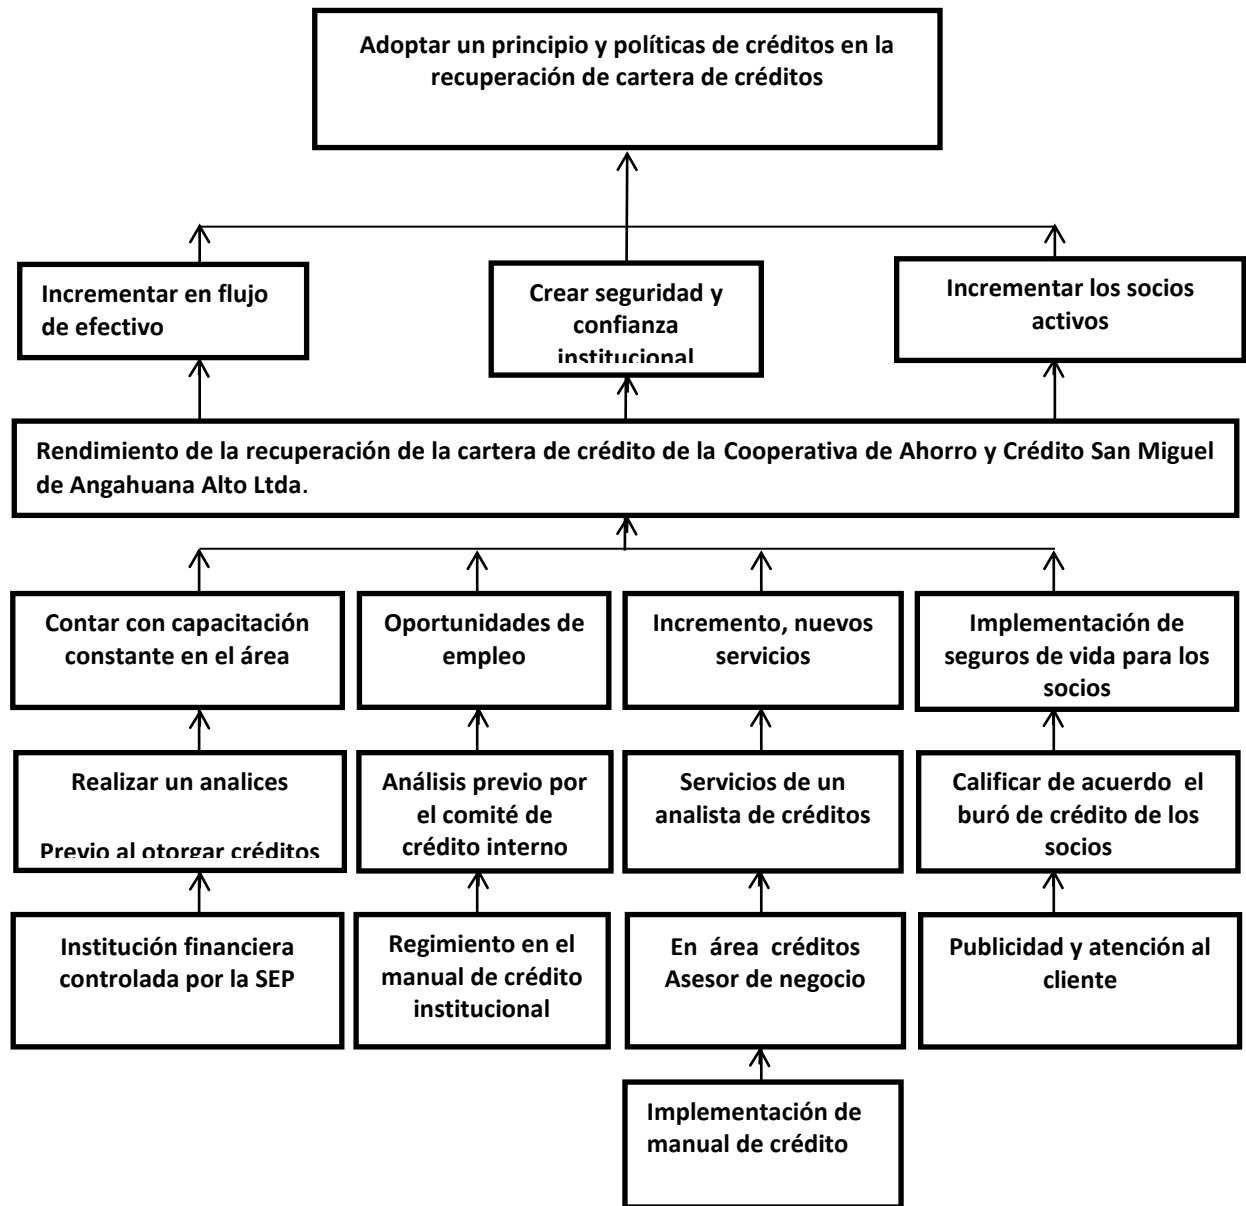 Adoptar un principio y políticas de créditos en la
recuperación de cartera de créditos
Incrementar en flujo
de efectivo
Crear seguridad y
confianza
institucional
Incrementar los socios
activos
Rendimiento de la recuperación de la cartera de crédito de la Cooperativa de Ahorro y Crédito San Miguel
de Angahuana Alto Ltda.
Contar con capacitación
constante en el área
Oportunidades de
empleo
Incremento, nuevos
servicios
Implementación de
seguros de vida para los
socios
Realizar un analices
Previo al otorgar créditos
Análisis previo por
el comité de
crédito interno
Servicios de un
analista de créditos
Calificar de acuerdo el
buró de crédito de los
socios
Institución financiera
controlada por la SEP
Regimiento en el
manual de crédito
institucional
En área créditos
Asesor de negocio
Publicidad y atención al
cliente
Implementación de
manual de crédito